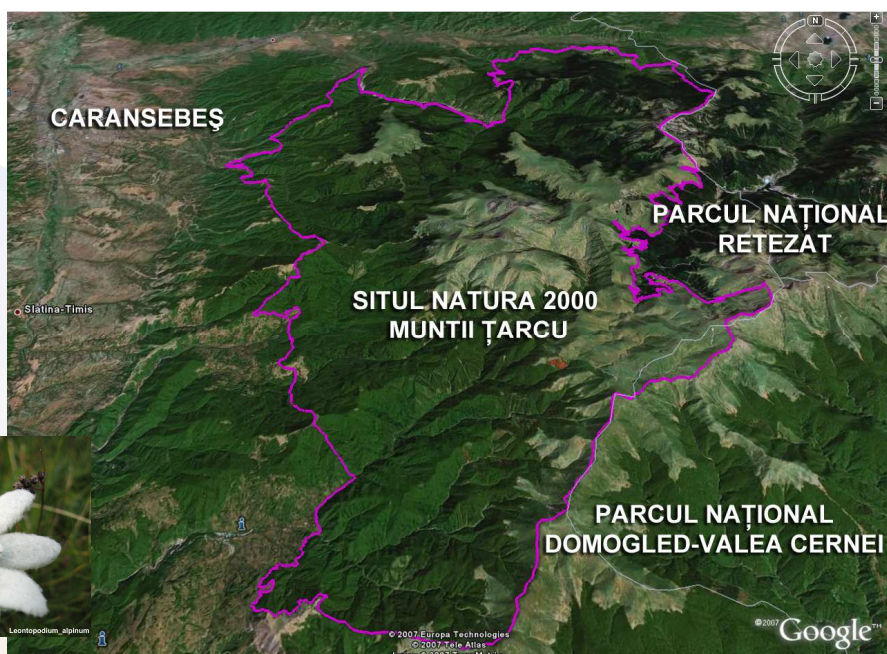 N
CARANSEBEŞ
PARCUL NAȚIONAL
RETEZAT
SITUL NATURA 2000
MUNTII ȚARCU
Slatina-Timis
PARCUL NAȚIONAL
DOMOGLED-VALEA CERNEI
Leontopodium_alpinum
© 2007 Europa Technologies
© 2007 Tele Atlas
©2007 Google™